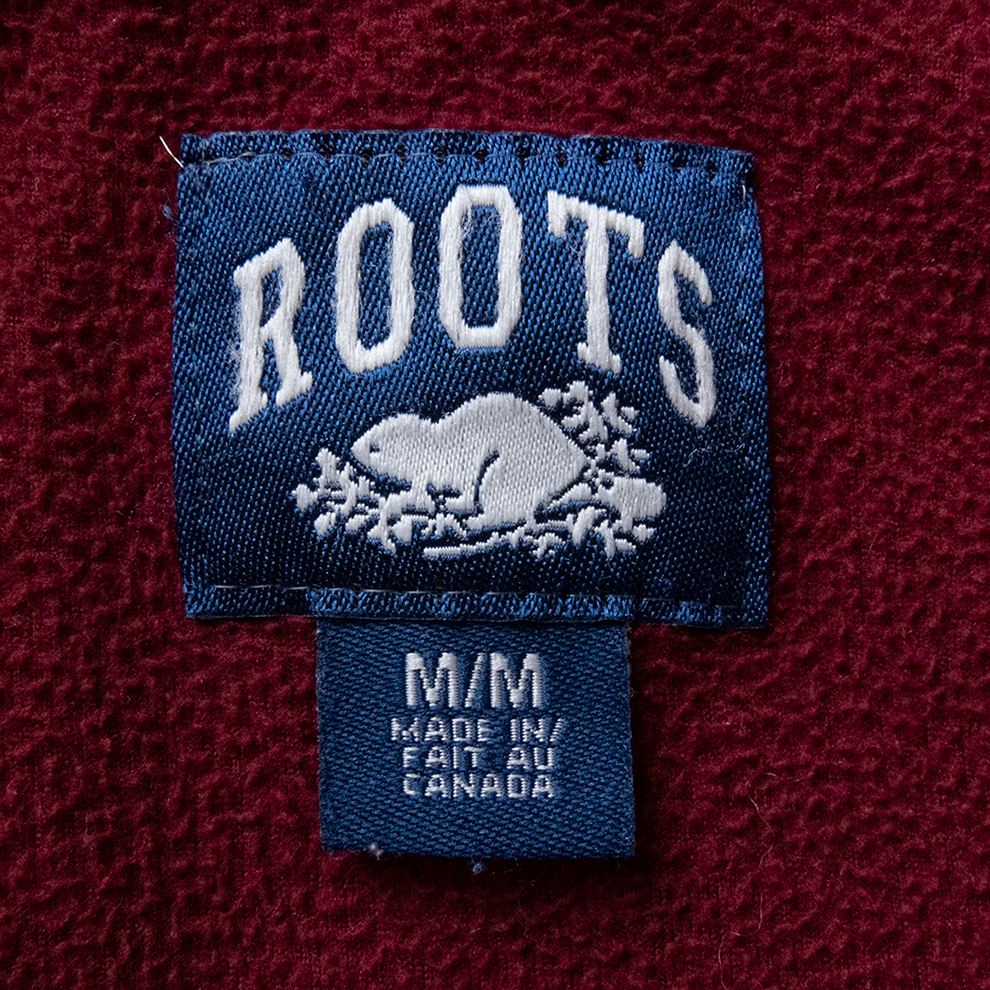 ROOTS
M/M
MADE IN/
FAIT AU
CANADA